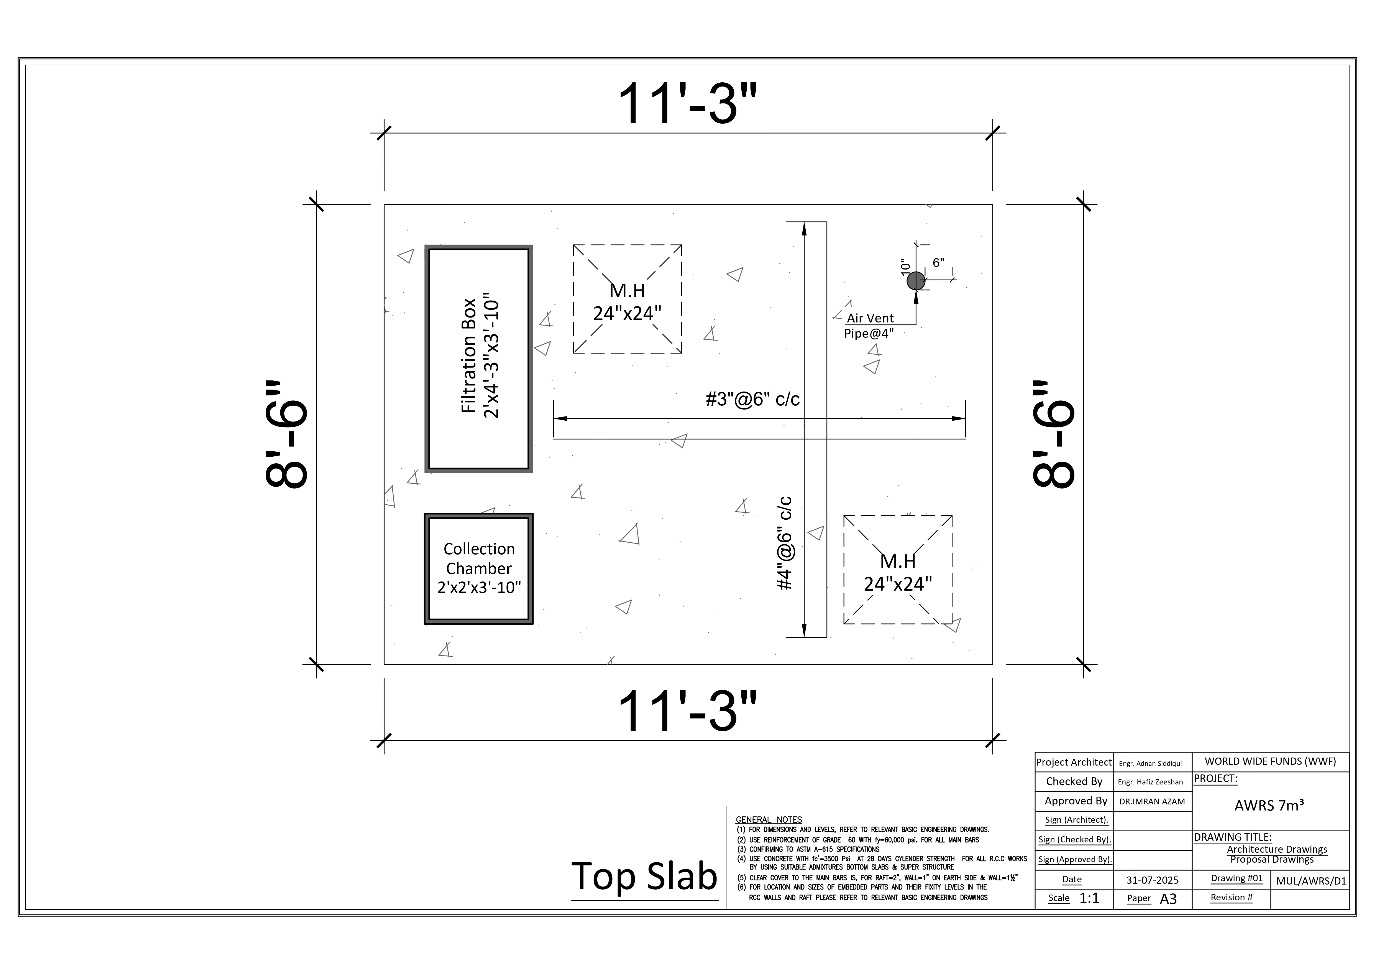 11'-3"
8'-6"
Filtration Box
2'x4'-3"x3'-10"
M.H
24"x24"
10"
6"
Air Vent
Pipe@4"
#3"@6" c/c
8'-6"
#4"@6" c/c
Collection
Chamber
2'x2'x3'-10"
M.H
24"x24"
11'-3"
Top Slab
GENERAL NOTES
(1) FOR DIMENSIONS AND LEVELS, REFER TO RELEVANT BASIC ENGINEERING DRAWINGS.
(2) USE REINFORCEMENT OF GRADE 60 WITH fy=60,000 psi. FOR ALL MAIN BARS
(3) CONFIRMING TO ASTM A-615 SPECIFICATIONS
(4) USE CONCRETE WITH fc'=3500 Psi AT 28 DAYS CYLENDER STRENGTH FOR ALL R.C.C WORKS
BY USING SUITABLE ADMIXTURES BOTTOM SLABS & SUPER STRUCTURE
(5) CLEAR COVER TO THE MAIN BARS IS, FOR RAFT=2", WALL=1" ON EARTH SIDE & WALL=1½"
(6) FOR LOCATION AND SIZES OF EMBEDDED PARTS AND THEIR FIXITY LEVELS IN THE
RCC WALLS AND RAFT PLEASE REFER TO RELEVANT BASIC ENGINEERING DRAWINGS
Project Architect Engr. Adnan Siddiqui
Checked By Engr. Hafiz Zeeshan
Approved By DR.IMRAN AZAM
Sign (Architect).
Sign (Checked By).
Sign (Approved By).
Date 31-07-2025
Scale 1:1 Paper A3
WORLD WIDE FUNDS (WWF)
PROJECT:
AWRS 7m³
DRAWING TITLE:
Architecture Drawings
Proposal Drawings
Drawing #01 MUL/AWRS/D1
Revision #